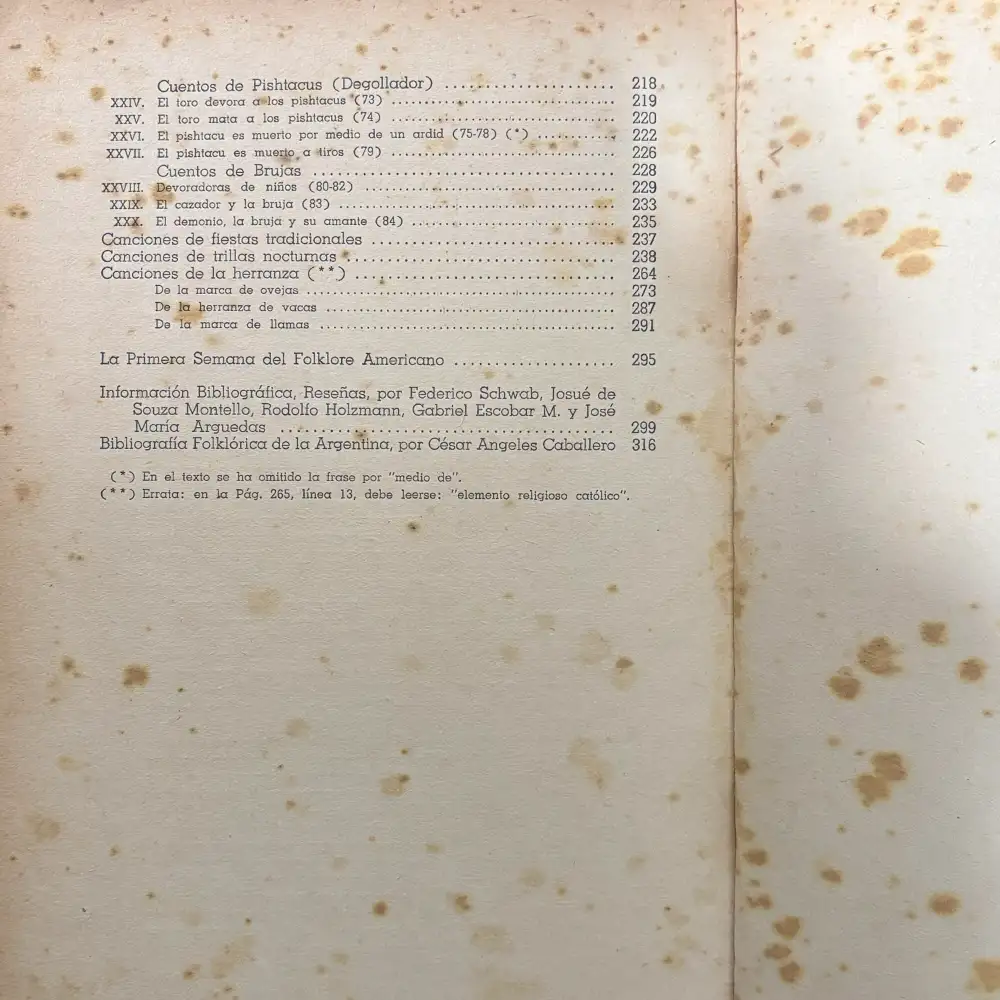 Cuentos de Pishtacus (Degollador) ..................... 218
XXIV. El toro devora a los pishtacus (73) ..................... 219
XXV. El toro mata a los pishtacus (74) ..................... 220
XXVI. El pishtacu es muerto por medio de un ardid (75-78) (*) ............ 222
XXVII. El pishtacu es muerto a tiros (79) ..................... 226
Cuentos de Brujas ..................... 228
XXVIII. Devoradoras de niños (80-82) ..................... 229
XXIX. El cazador y la bruja (83) ..................... 233
XXX. El demonio, la bruja y su amante (84) ..................... 235
Canciones de fiestas tradicionales ..................... 237
Canciones de trillas nocturnas ..................... 238
Canciones de la herranza (**) ..................... 264
De la marca de ovejas ..................... 273
De la herranza de vacas ..................... 287
De la marca de llamas ..................... 291
La Primera Semana del Folklore Americano ................... 295
Información Bibliográfica, Reseñas, por Federico Schwab, Josué de
Souza Montello, Rodolfo Holzmann, Gabriel Escobar M. y José
María Arguedas ..................... 299
Bibliografía Folklórica de la Argentina, por César Angeles Caballero 316
(*) En el texto se ha omitido la frase por "medio de".
(**) Errata: en la Pág. 265, línea 13, debe leerse: "elemento religioso católico".